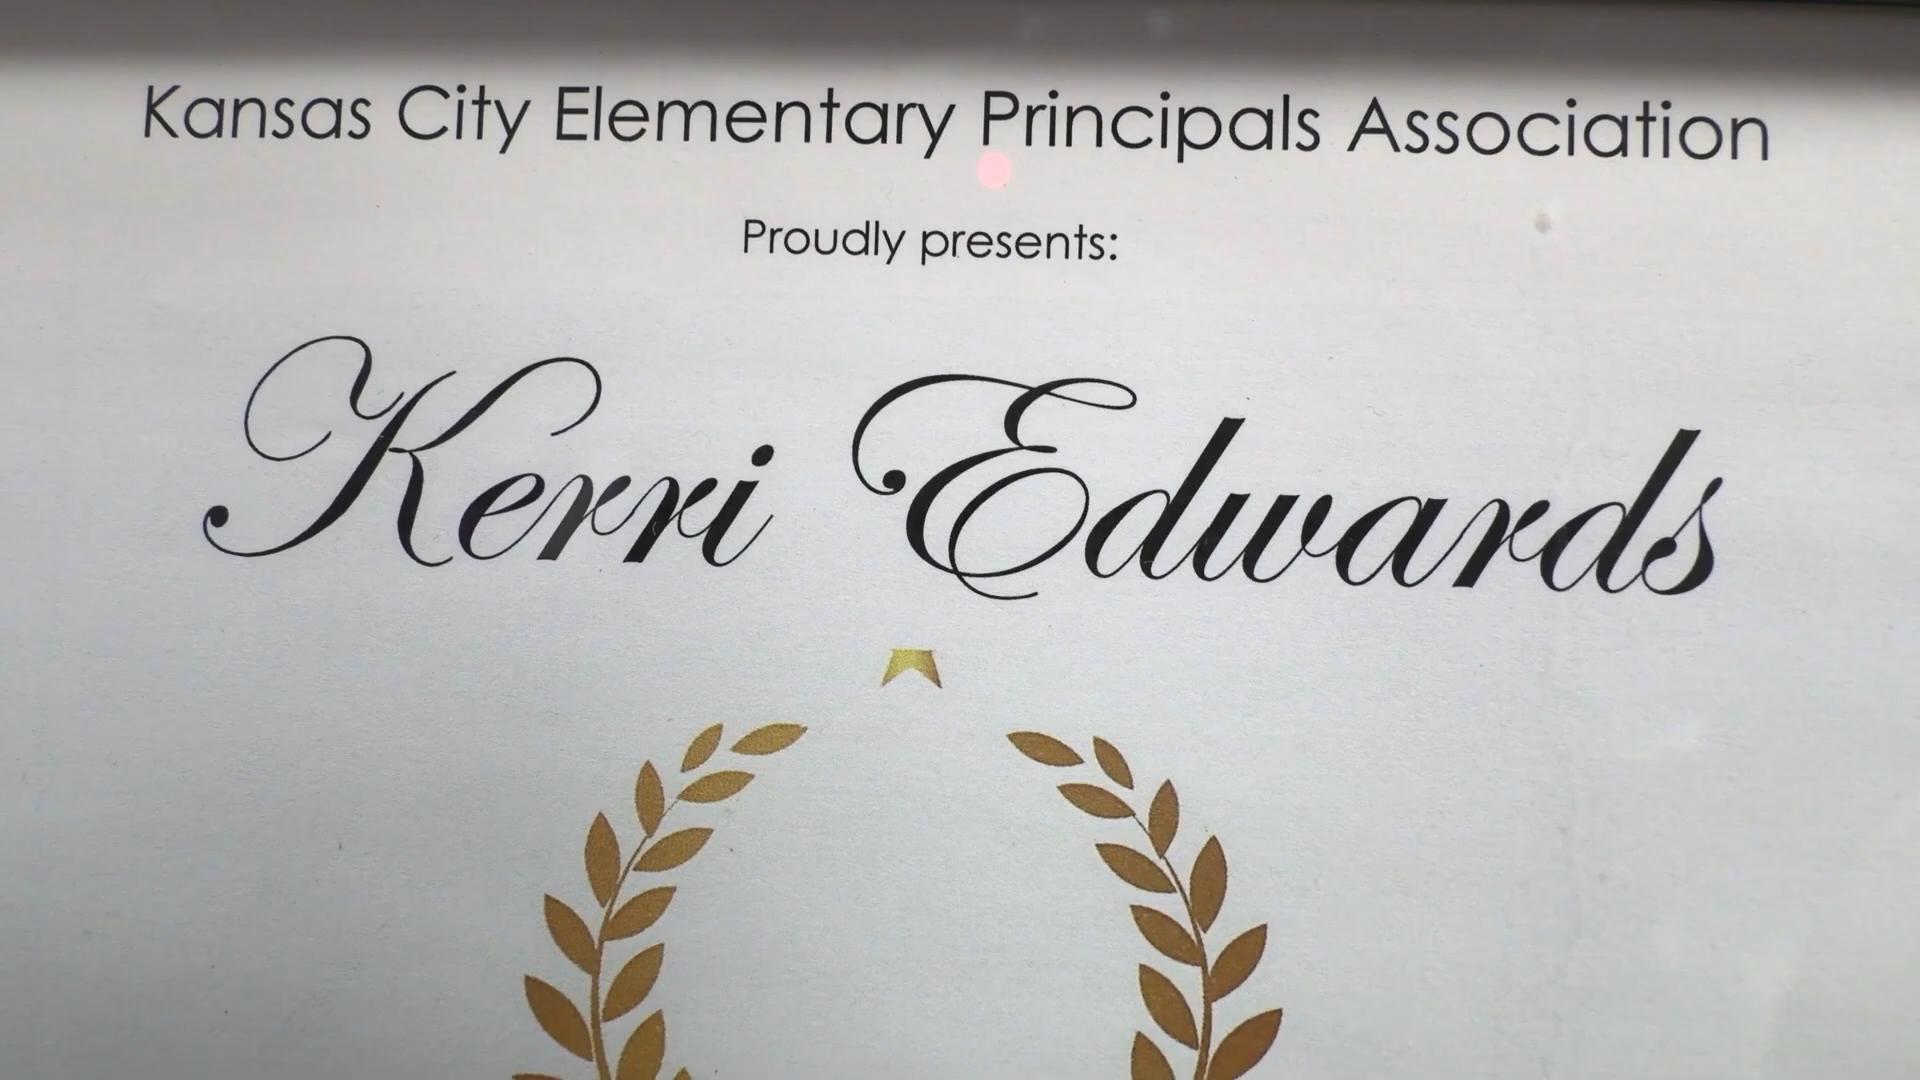 Kansas City Elementary Principals Association
Proudly presents:
Kerri Edwards